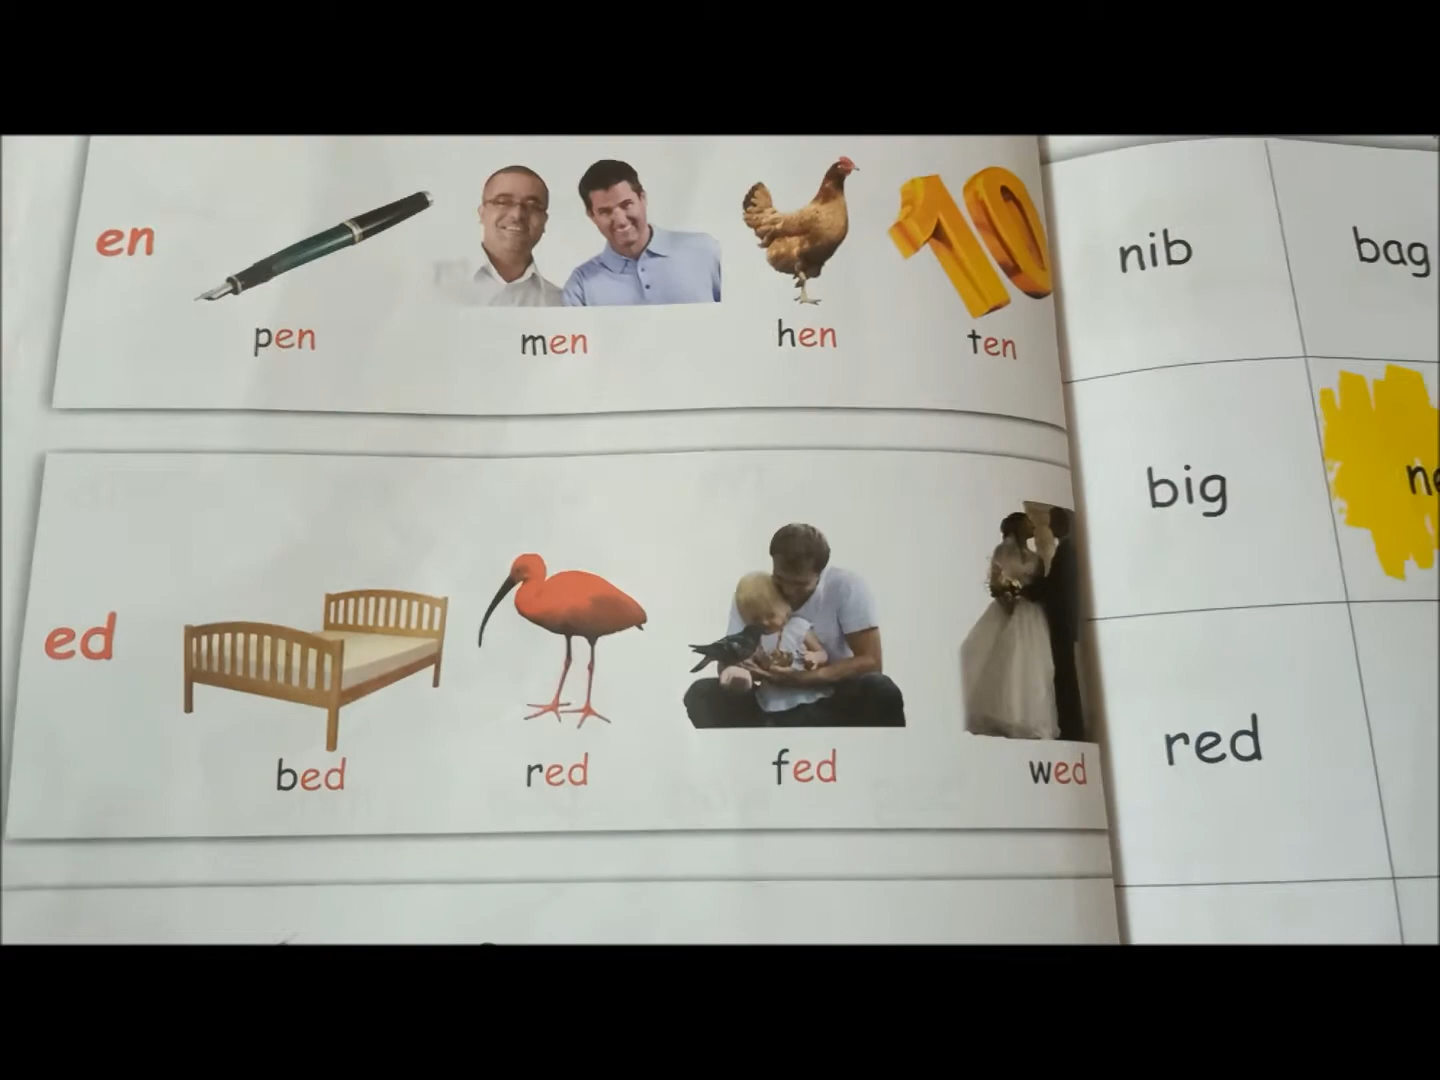 en
pen men hen ten
ed
bed red fed wed
nib bag
big
red